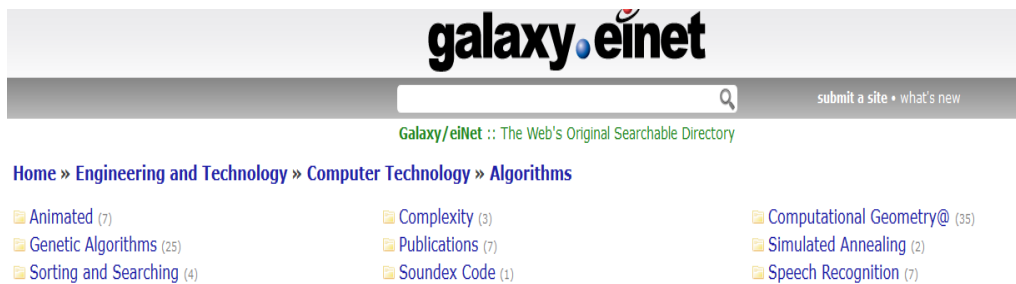 galaxy.einet
submit a site • what's new
Galaxy/eiNet :: The Web's Original Searchable Directory
Home » Engineering and Technology » Computer Technology » Algorithms
Animated (7) Complexity (3) Computational Geometry@ (35)
Genetic Algorithms (25) Publications (7) Simulated Annealing (2)
Sorting and Searching (4) Soundex Code (1) Speech Recognition (7)